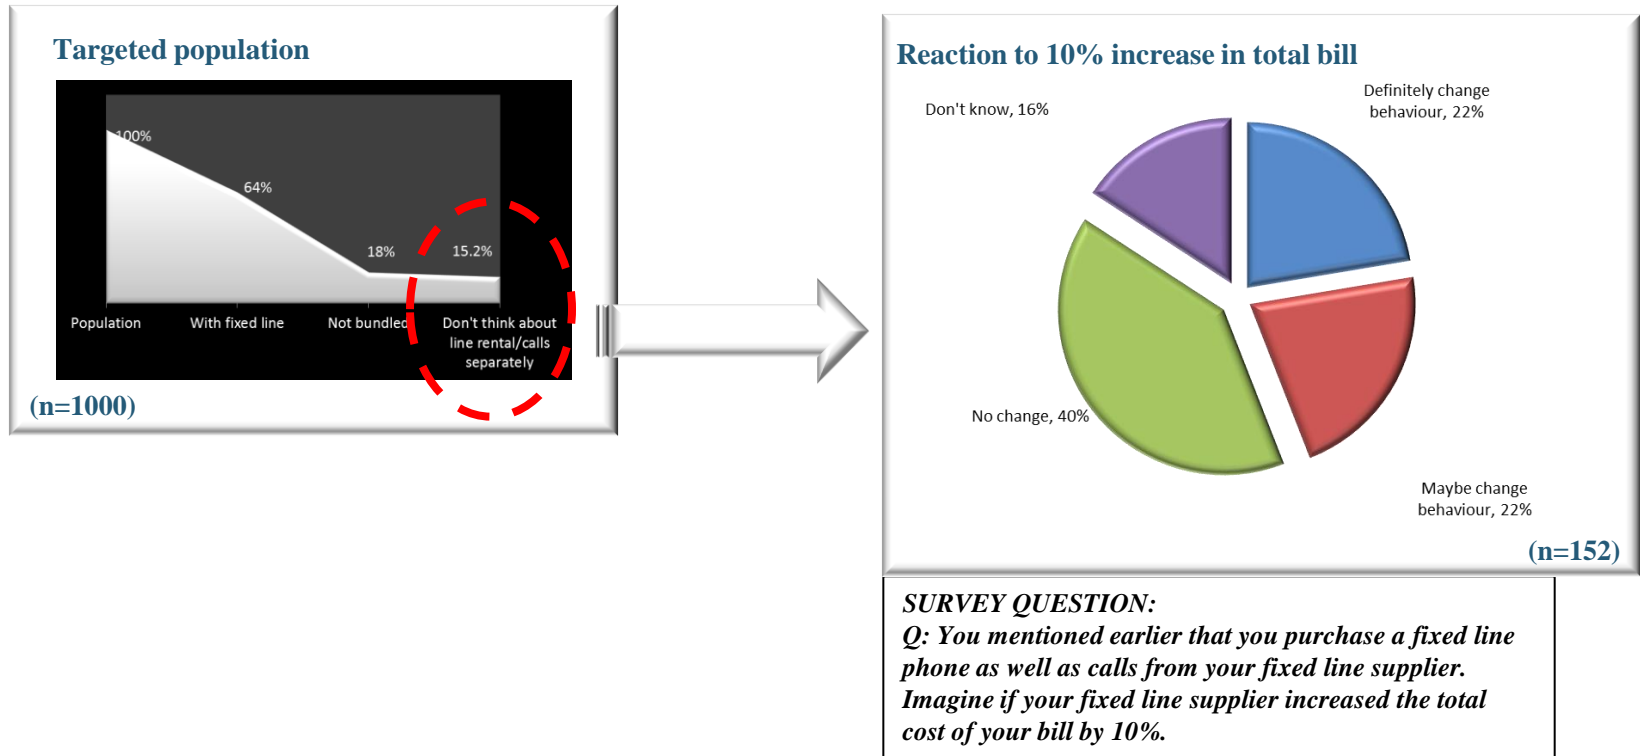 Targeted population
100%
64%
18%
15.2%
Population
With fixed line
Not bundled
Don't think about
line rental/calls
separately
(n=1000)
Reaction to 10% increase in total bill
Don't know, 16%
Definitely change
behaviour, 22%
No change, 40%
Maybe change
behaviour, 22%
(n=152)
SURVEY QUESTION:
Q: You mentioned earlier that you purchase a fixed line
phone as well as calls from your fixed line supplier.
Imagine if your fixed line supplier increased the total
cost of your bill by 10%.